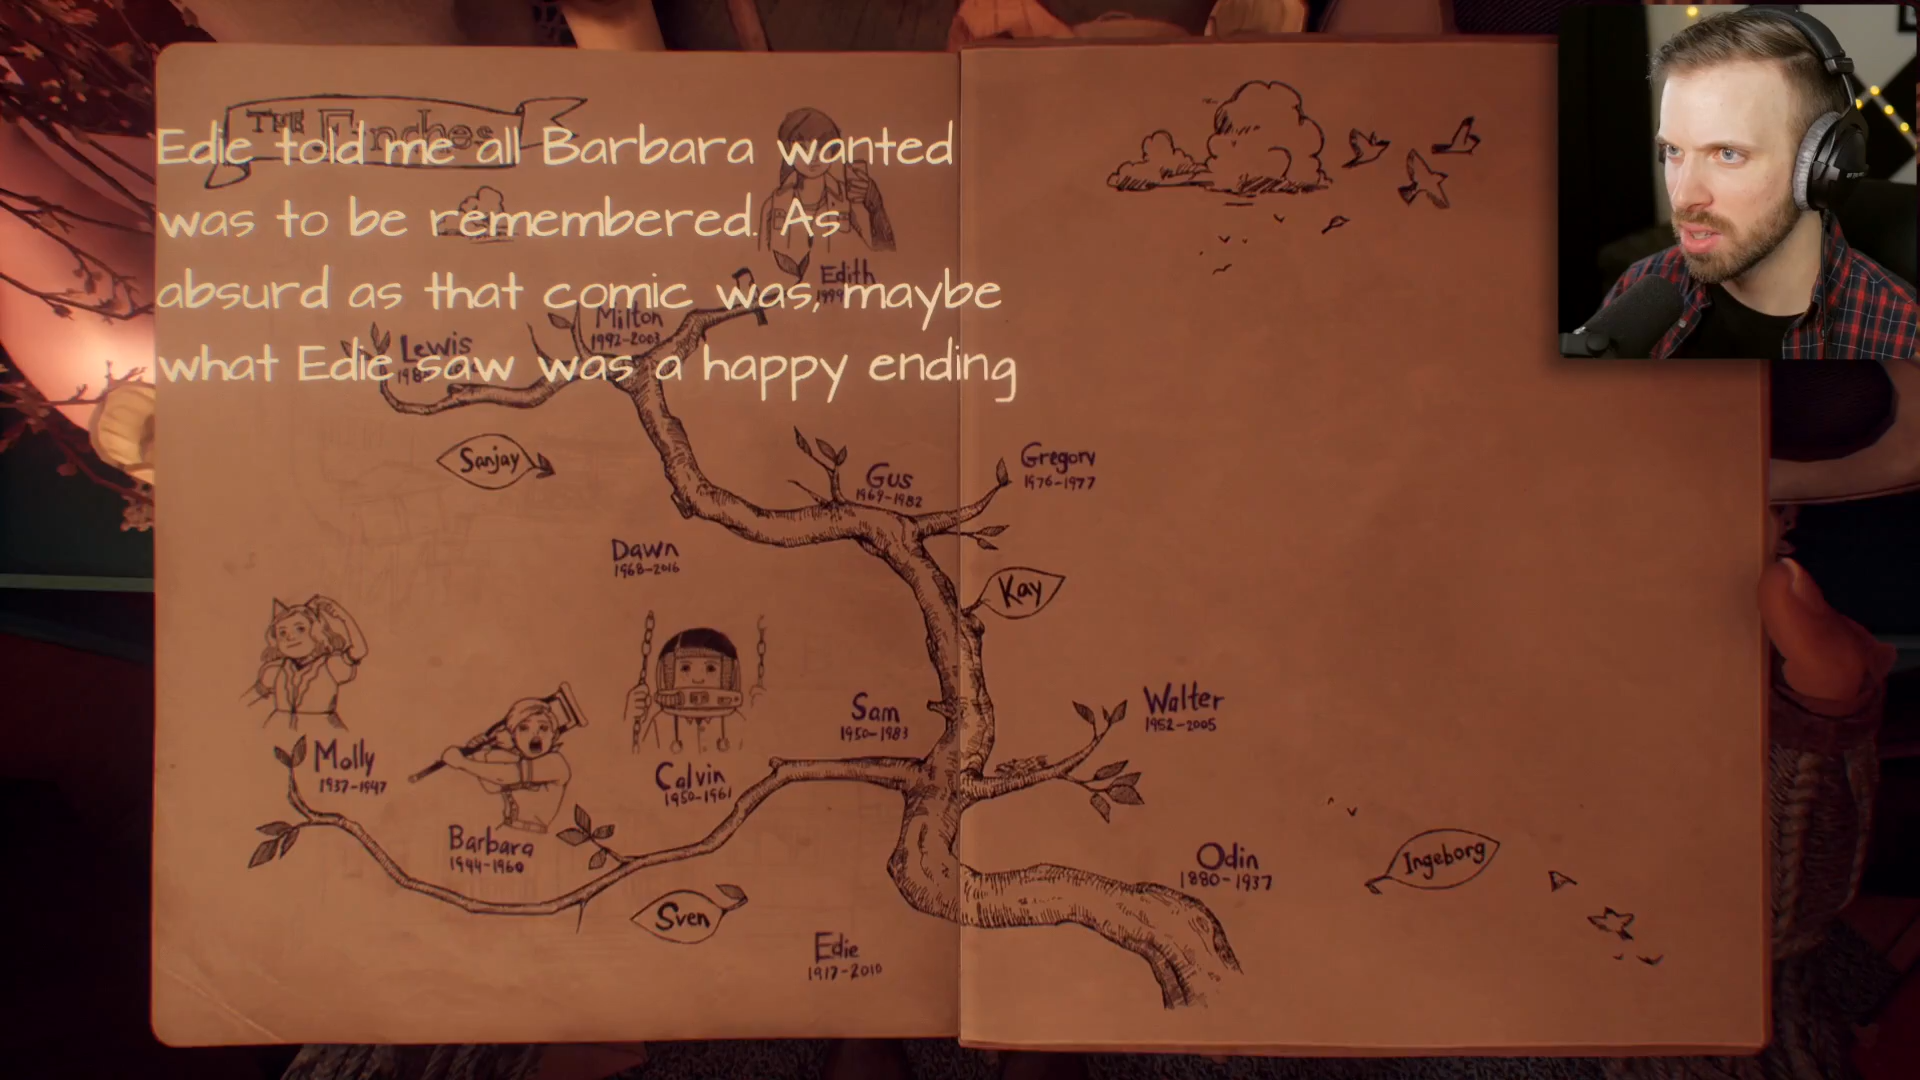 THE Finches
Edie told me all Barbara wanted
was to be remembered. As
absurd as that comic was, maybe
what Edie saw was a happy ending
Edith
Milton
1992-2003
Lewis
Sanjay
Gus
1969-1982
Gregory
1976-1977
Dawn
1968-2016
Kay
Sam
1950-1983
Walter
1952-2005
Molly
1937-1947
Calvin
1950-1961
Barbara
1944-1960
Odin
1880-1937
Ingeborg
Sven
Edie
1917-2010